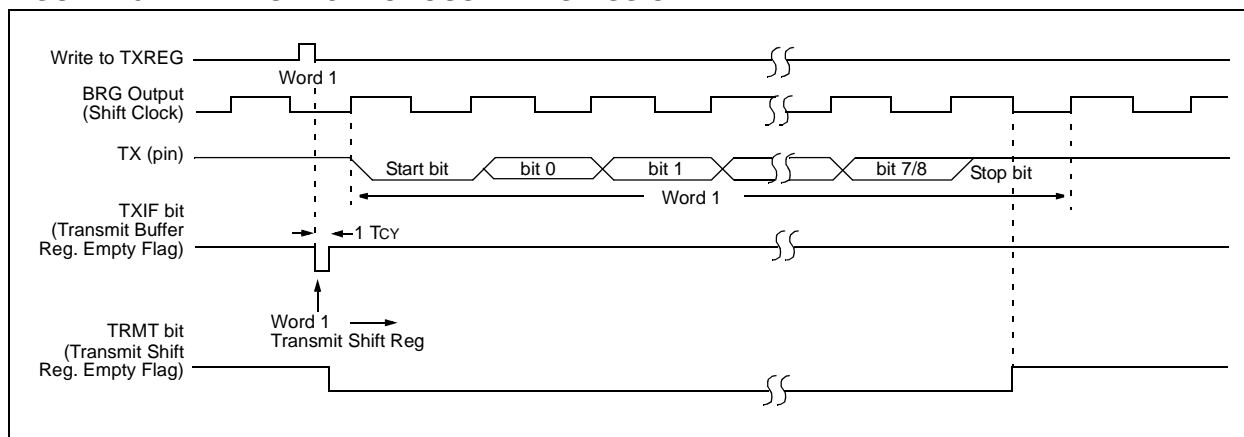 Write to TXREG
Word 1
BRG Output
(Shift Clock)
TX (pin)
Start bit
bit 0
bit 1
bit 7/8
Stop bit
Word 1
TXIF bit
(Transmit Buffer
Reg. Empty Flag)
1 TCY
Word 1
Transmit Shift Reg
TRMT bit
(Transmit Shift
Reg. Empty Flag)